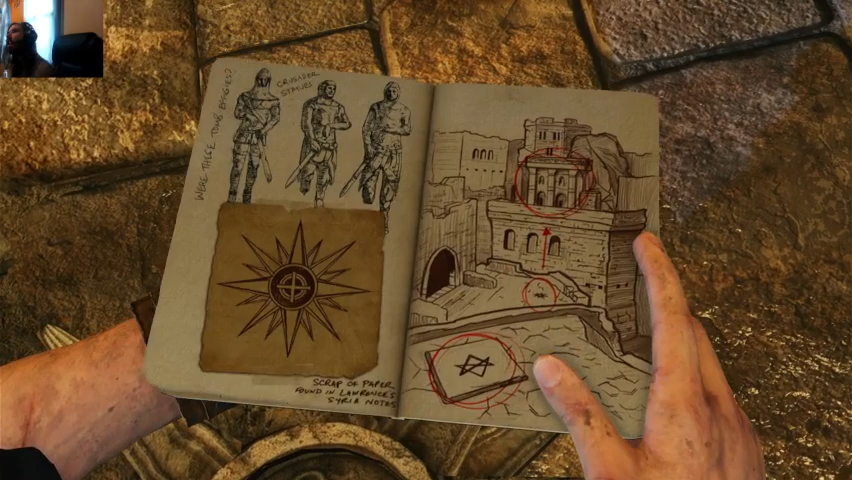 WERE THESE TOMB EFFIGIES?
CRUSADER
STATUES
SCRAP OF PAPER
FOUND IN LAWRENCE'S
SYRIA NOTES